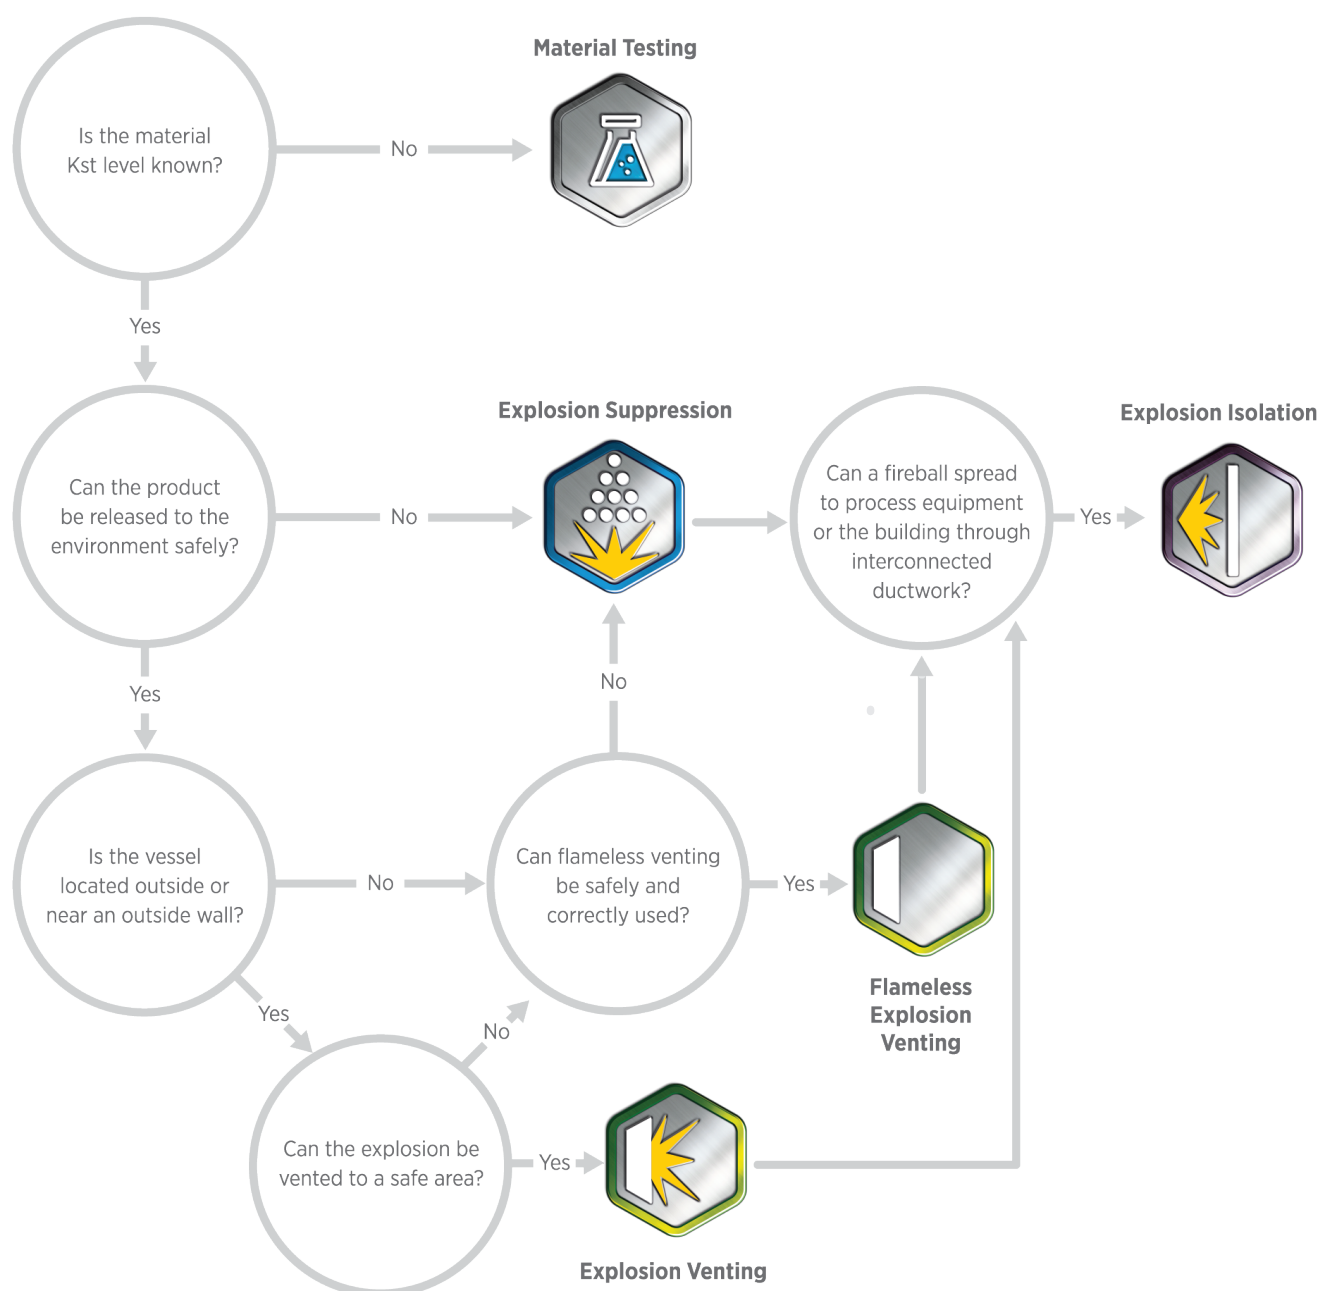 Material Testing
Is the material
Kst level known?
No
Yes
Explosion Suppression
Explosion Isolation
Can the product
be released to the
environment safely?
No
Can a fireball spread
to process equipment
or the building through
interconnected
ductwork?
Yes
Yes
No
Is the vessel
located outside or
near an outside wall?
No
Can flameless venting
be safely and
correctly used?
Yes
Flameless
Explosion
Venting
Yes
No
Can the explosion be
vented to a safe area?
Yes
Explosion Venting